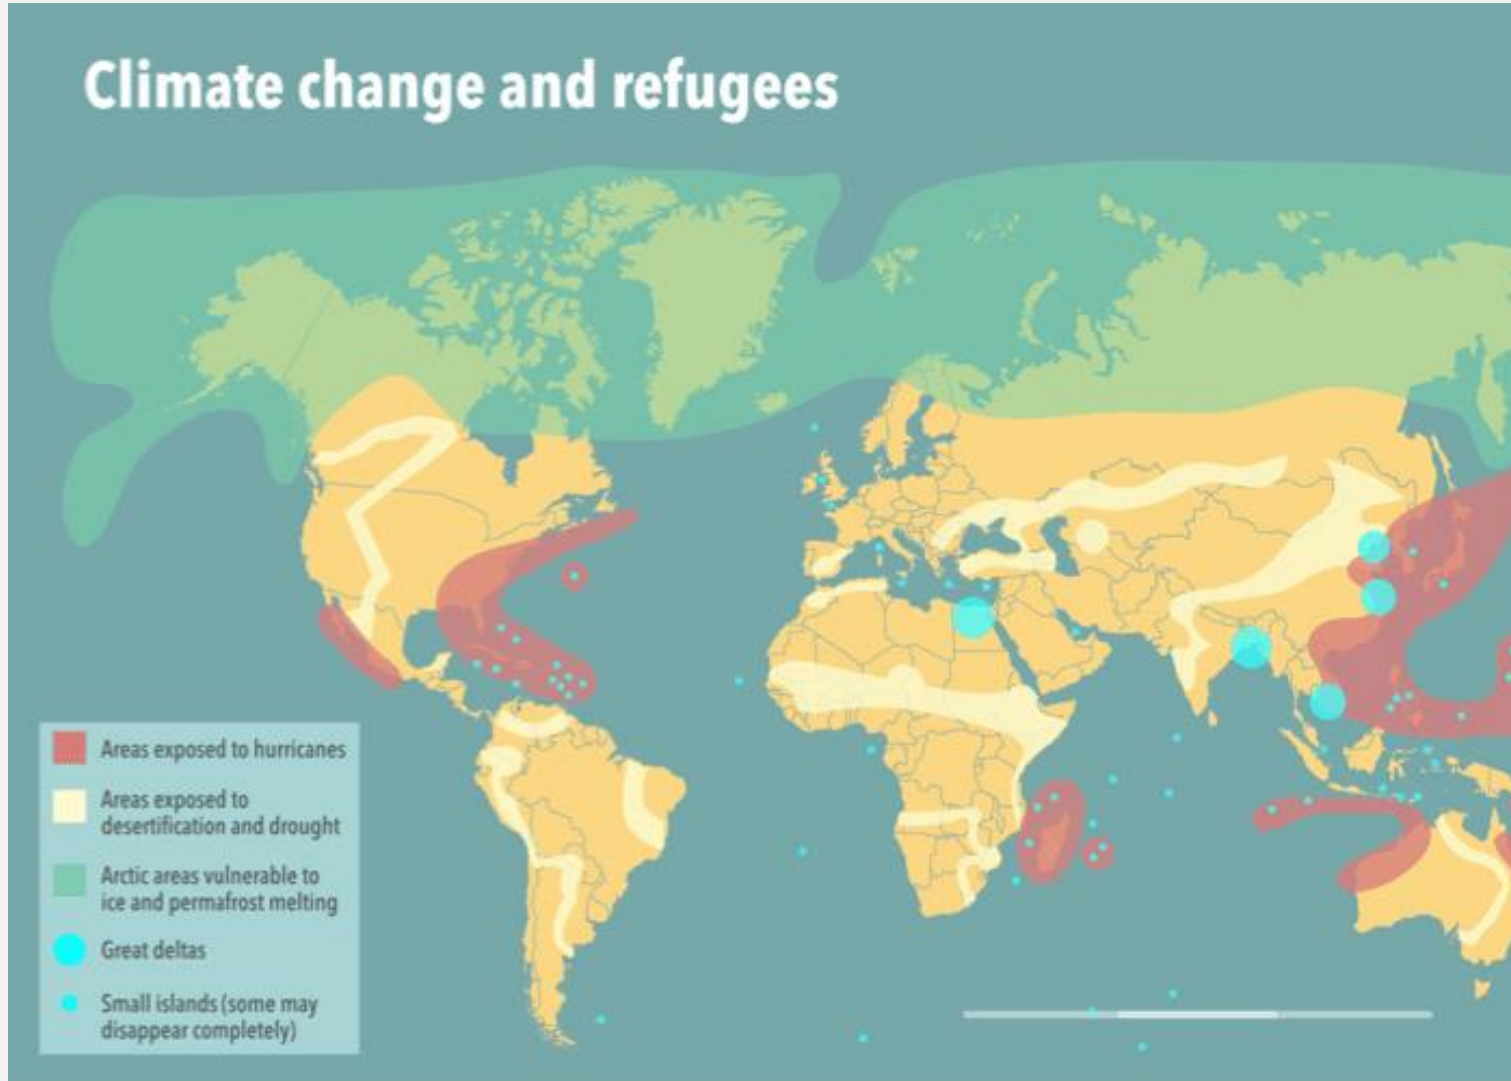 Climate change and refugees
Areas exposed to hurricanes
Areas exposed to
desertification and drought
Arctic areas vulnerable to
ice and permafrost melting
Great deltas
Small islands (some may
disappear completely)